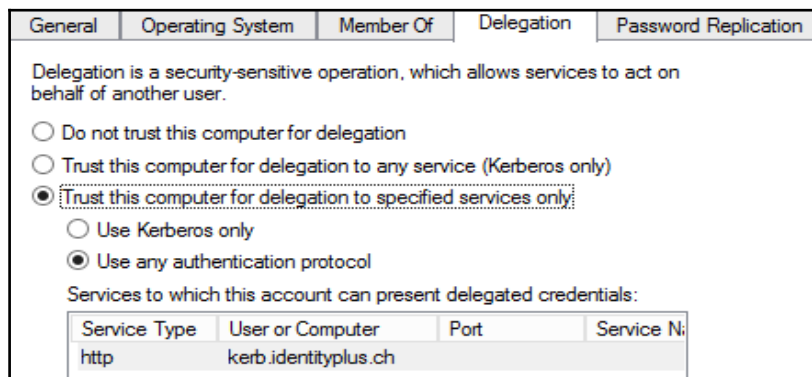 General Operating System Member Of Delegation Password Replication
Delegation is a security-sensitive operation, which allows services to act on
behalf of another user.
Do not trust this computer for delegation
Trust this computer for delegation to any service (Kerberos only)
Trust this computer for delegation to specified services only
Use Kerberos only
Use any authentication protocol
Services to which this account can present delegated credentials:
Service Type User or Computer Port Service
http kerb.identityplus.ch